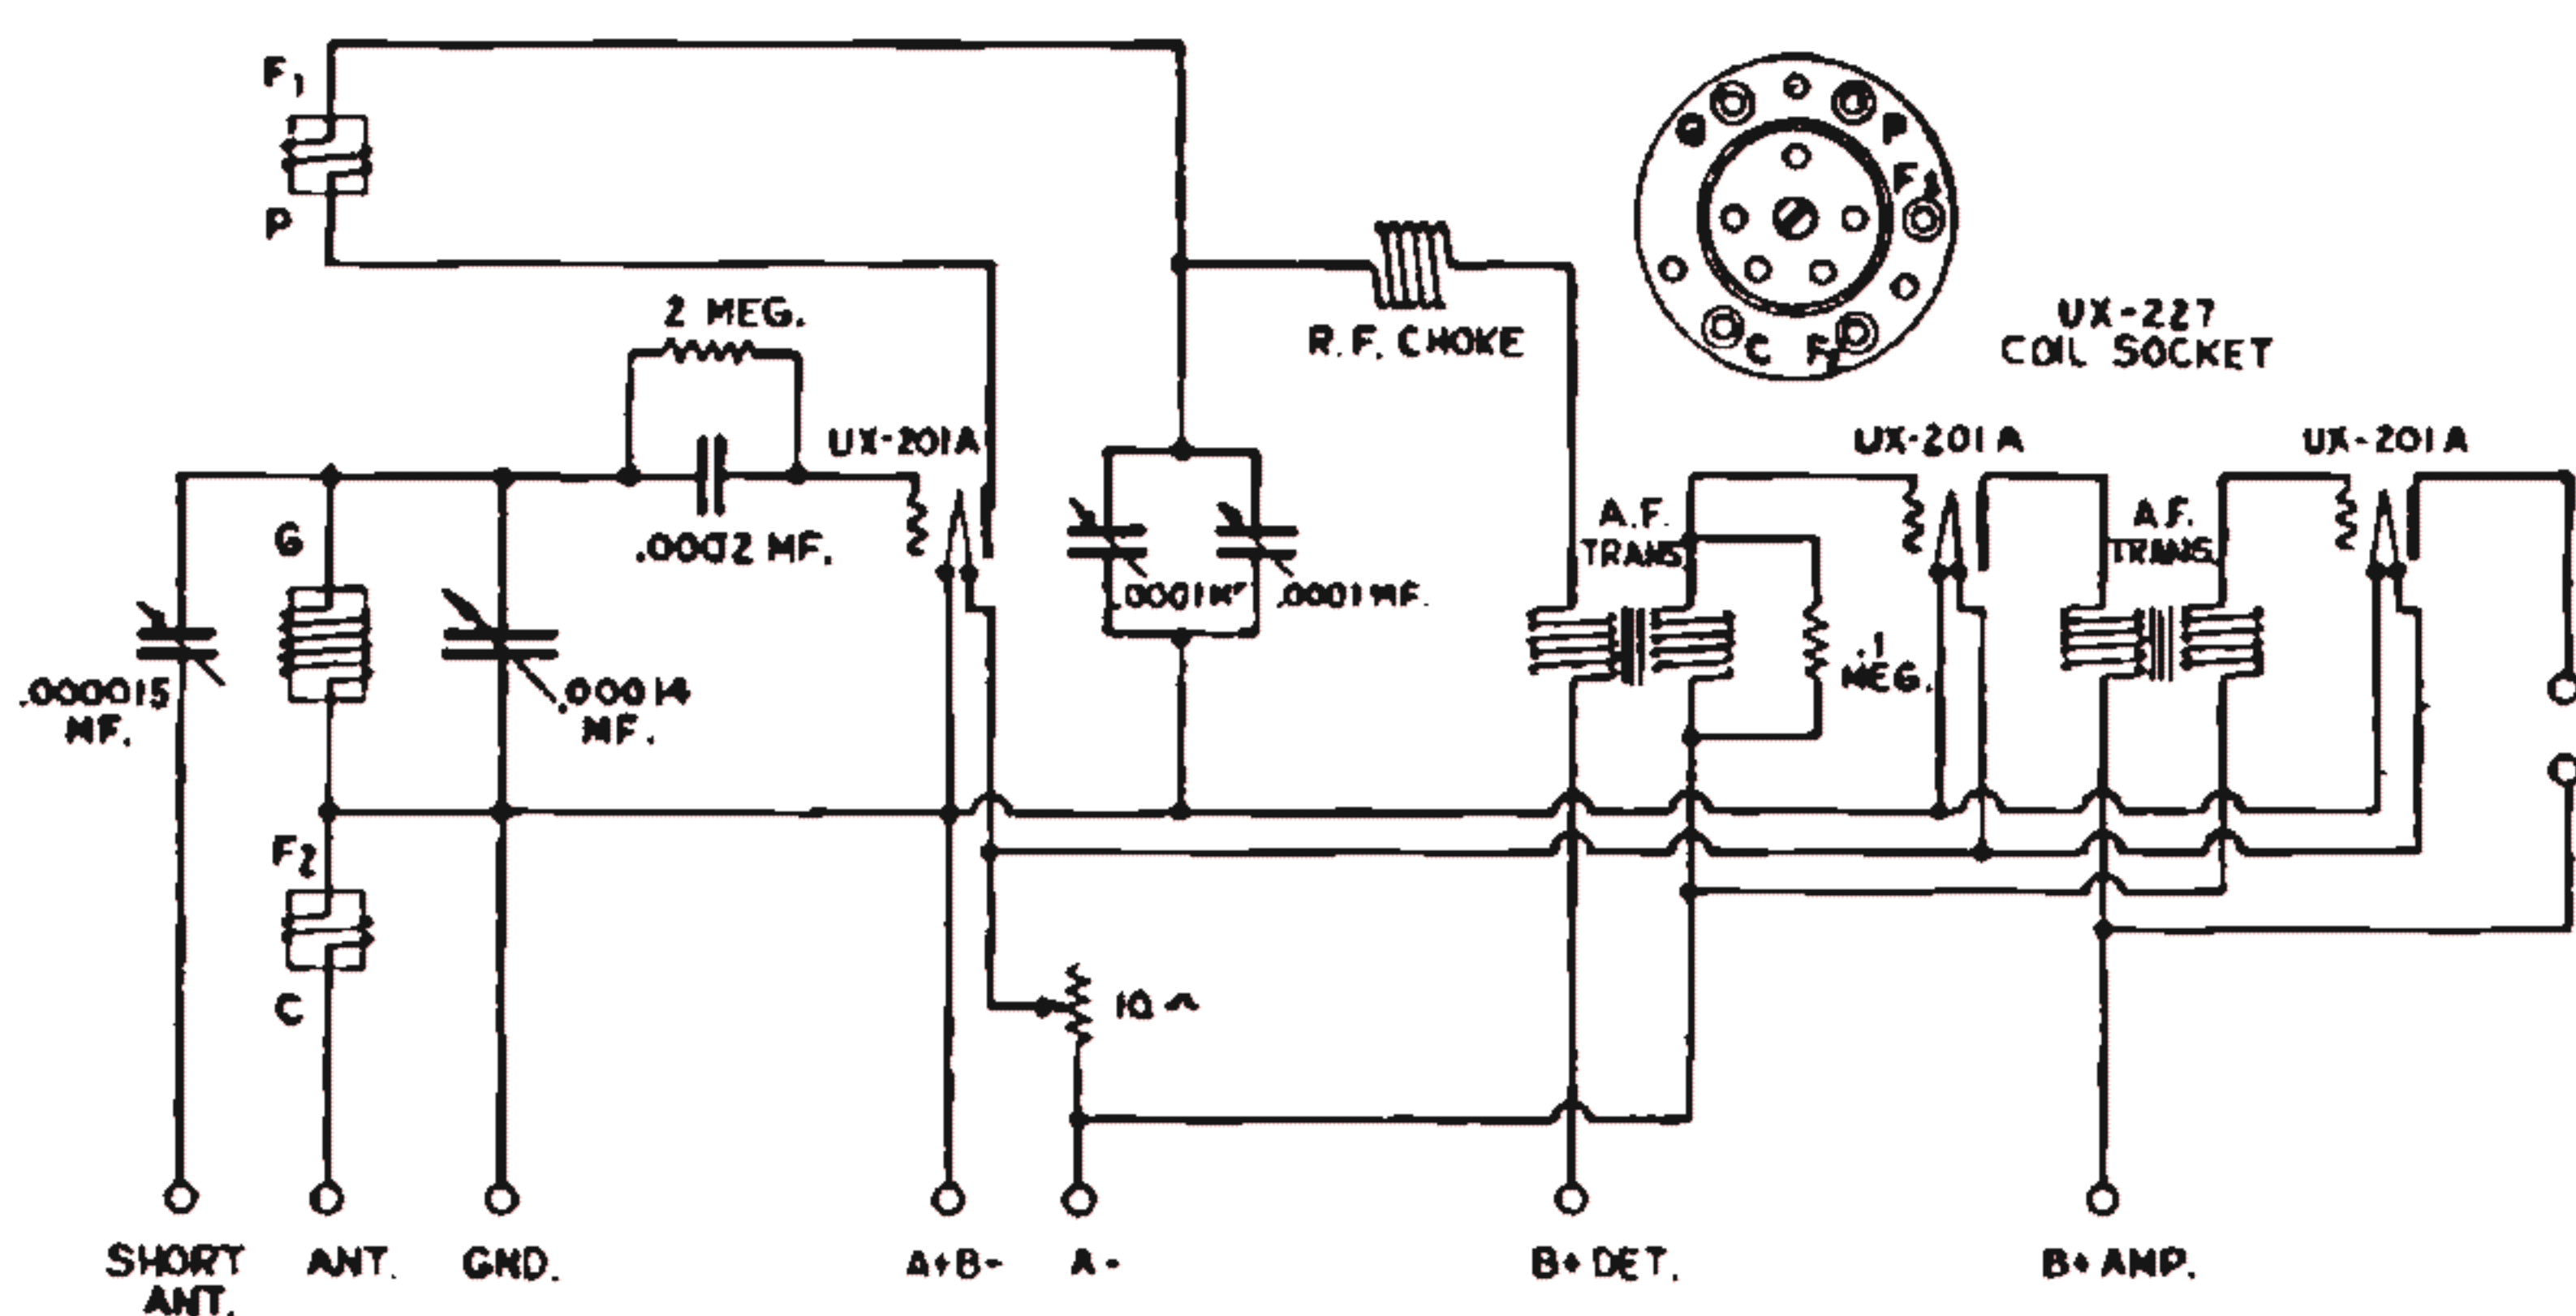 F1
P
2 MEG.
UX-201A
.0002 MF.
R. F. CHOKE
G
P
F2
C
F1
UX-227
COIL SOCKET
UX-201A
UX-201A
A.F.
TRANS.
A.F.
TRANS.
G
.0001 MF.
.1
MEG.
.000015
MF.
.00014
MF.
F2
C
10
SHORT
ANT.
ANT.
GND.
A+B-
A-
B+ DET.
B+ AMP.